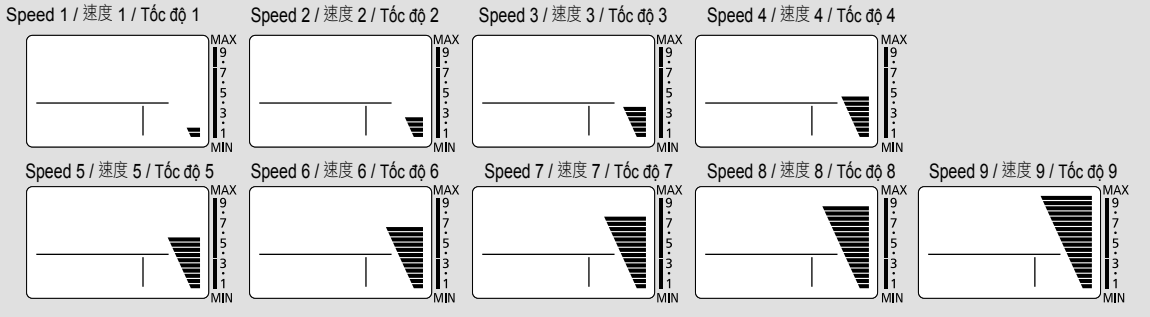 Speed 1 / 速度 1 / Tốc độ 1
MAX
9
7
5
3
1
MIN
Speed 2 / 速度 2 / Tốc độ 2
MAX
9
7
5
3
1
MIN
Speed 3 / 速度 3 / Tốc độ 3
MAX
9
7
5
3
1
MIN
Speed 4 / 速度 4 / Tốc độ 4
MAX
9
7
5
3
1
MIN
Speed 5 / 速度 5 / Tốc độ 5
MAX
9
7
5
3
1
MIN
Speed 6 / 速度 6 / Tốc độ 6
MAX
9
7
5
3
1
MIN
Speed 7 / 速度 7 / Tốc độ 7
MAX
9
7
5
3
1
MIN
Speed 8 / 速度 8 / Tốc độ 8
MAX
9
7
5
3
1
MIN
Speed 9 / 速度 9 / Tốc độ 9
MAX
9
7
5
3
1
MIN